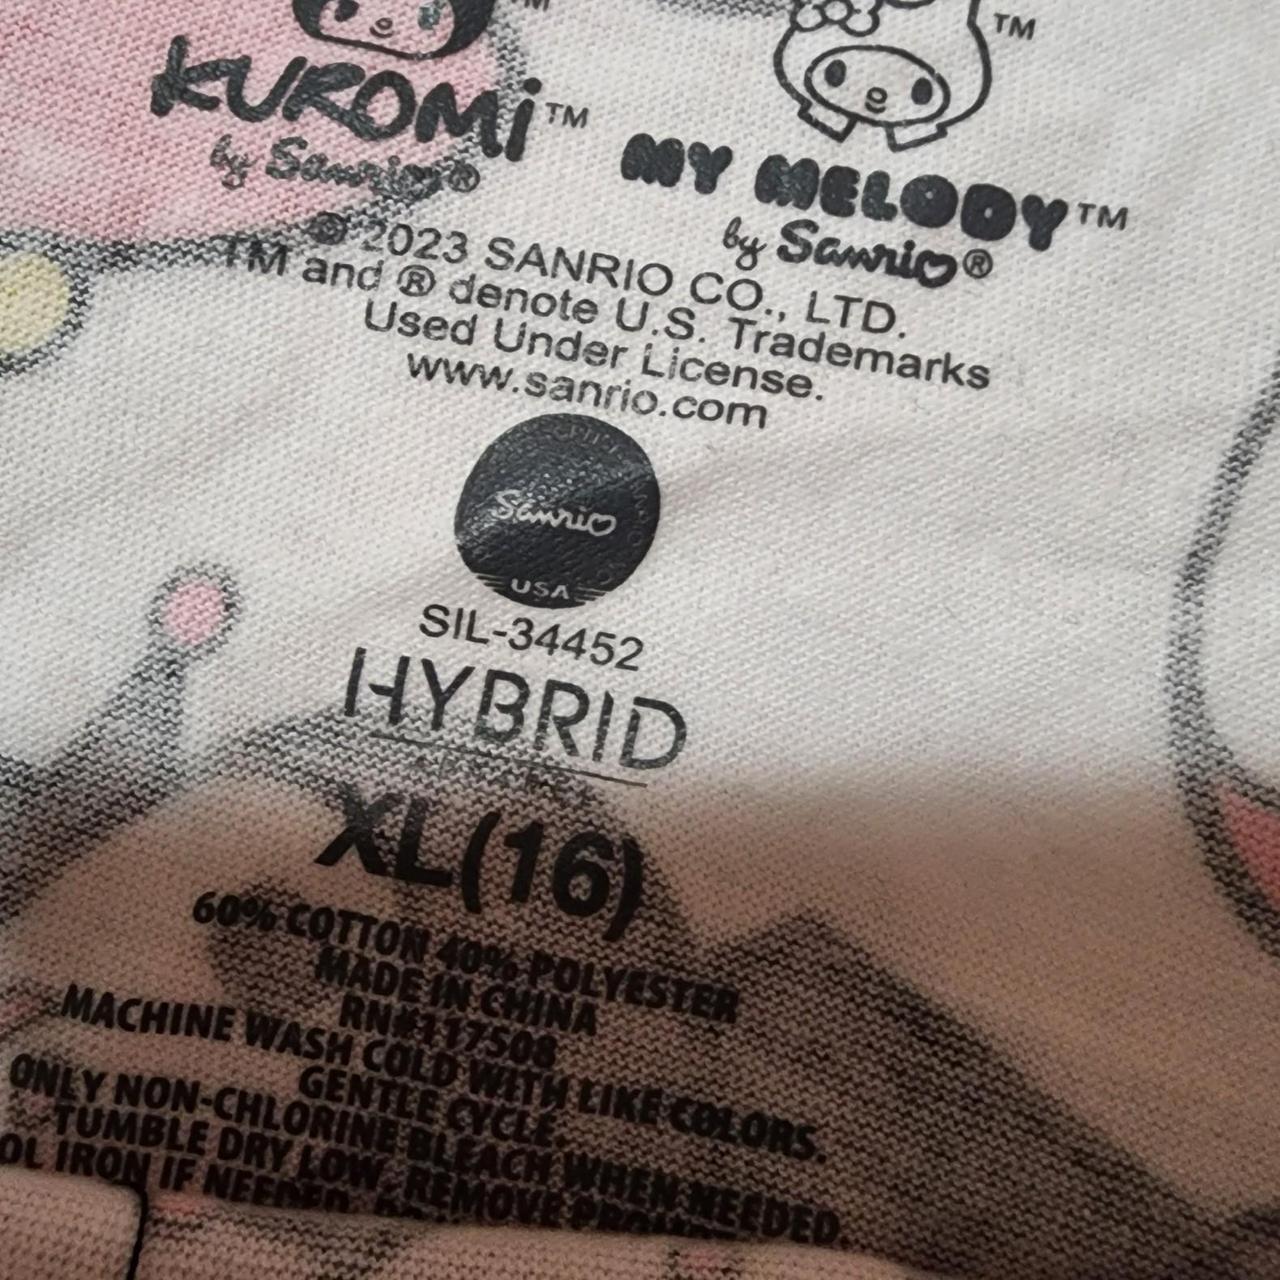 TM
TM
KUROMi™
by Sanrio®
MY MELODY™
by Sanrio®
© 2023 SANRIO CO., LTD.
TM and ® denote U.S. Trademarks
Used Under License.
www.sanrio.com
Sanrio
USA
SIL-34452
HYBRID
XL(16)
60% COTTON 40% POLYESTER
MADE IN CHINA
RN#117508
MACHINE WASH COLD WITH LIKE COLORS.
GENTLE CYCLE.
ONLY NON-CHLORINE BLEACH WHEN NEEDED.
TUMBLE DRY LOW. REMOVE
OL IRON IF NEEDED.